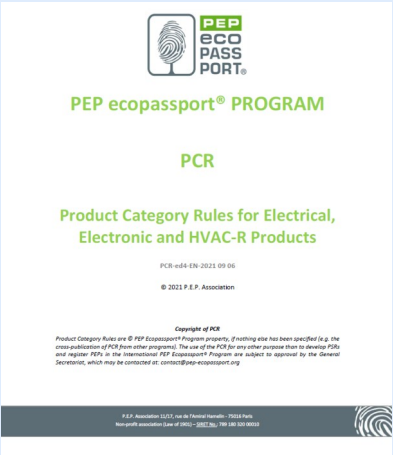 PEP
eco
PASS
PORT®
PEP ecopassport® PROGRAM
PCR
Product Category Rules for Electrical,
Electronic and HVAC-R Products
PCR-ed4-EN-2021 09 06
© 2021 P.E.P. Association
Copyright of PCR
Product Category Rules are © PEP Ecopassport® Program property, if nothing else has been specified (e.g. the
cross-publication of PCR from other programs). The use of the PCR for any other purpose than to develop PSRs
and register PEPs in the International PEP Ecopassport® Program are subject to approval by the General
Secretariat, which may be contacted at: contact@pep-ecopassport.org
P.E.P. Association 11/17, rue de l'Amiral Hamelin - 75016 Paris
Non-profit association (Law of 1901) – SIRET No.: 789 180 320 00010